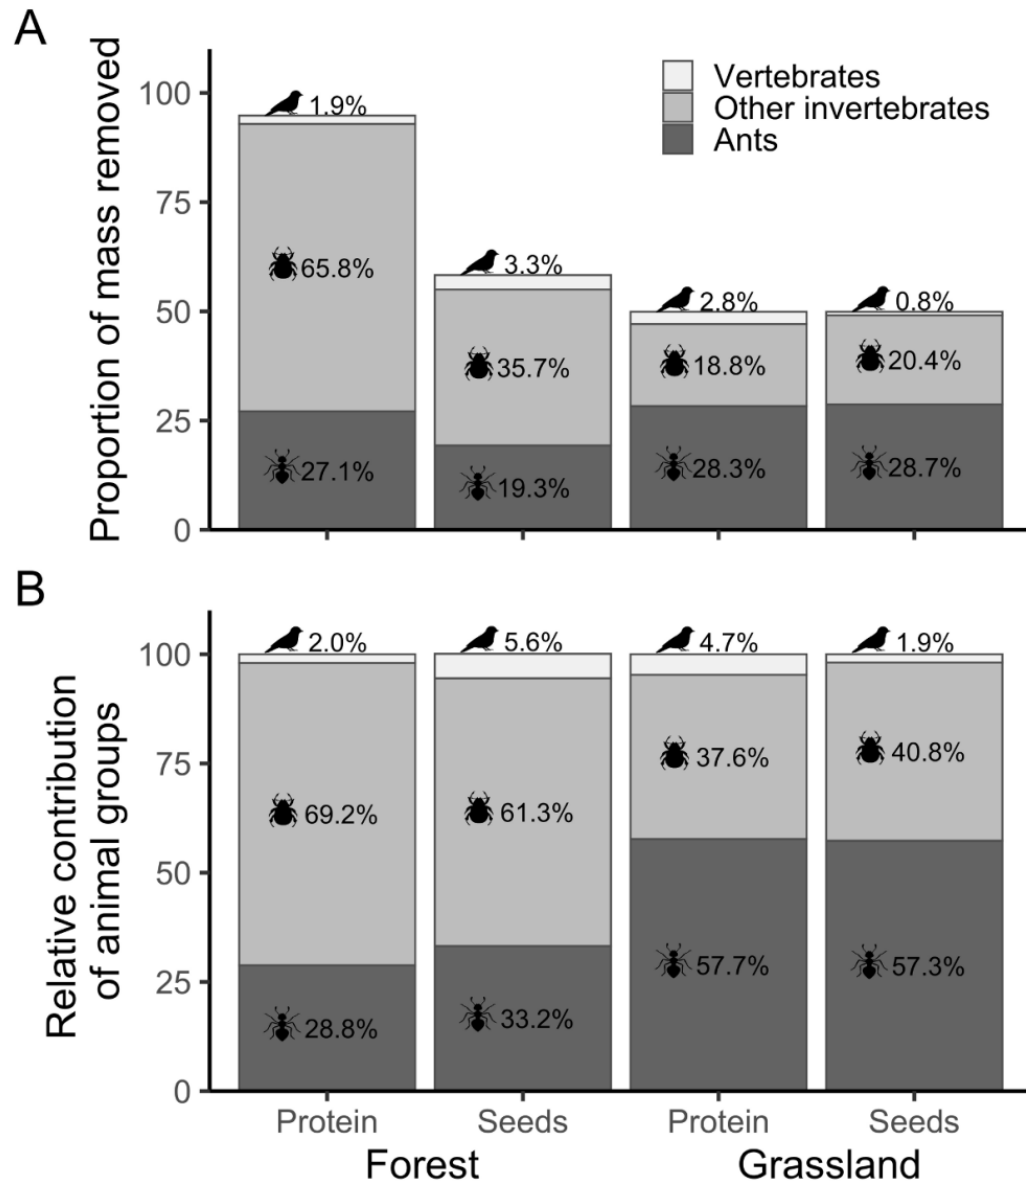 A
Proportion of mass removed
100
75
50
25
0
Vertebrates
Other invertebrates
Ants
1.9%
65.8%
27.1%
3.3%
35.7%
19.3%
2.8%
18.8%
28.3%
0.8%
20.4%
28.7%
B
Relative contribution
of animal groups
100
75
50
25
0
2.0%
69.2%
28.8%
5.6%
61.3%
33.2%
4.7%
37.6%
57.7%
1.9%
40.8%
57.3%
Protein
Seeds
Protein
Seeds
Forest
Grassland